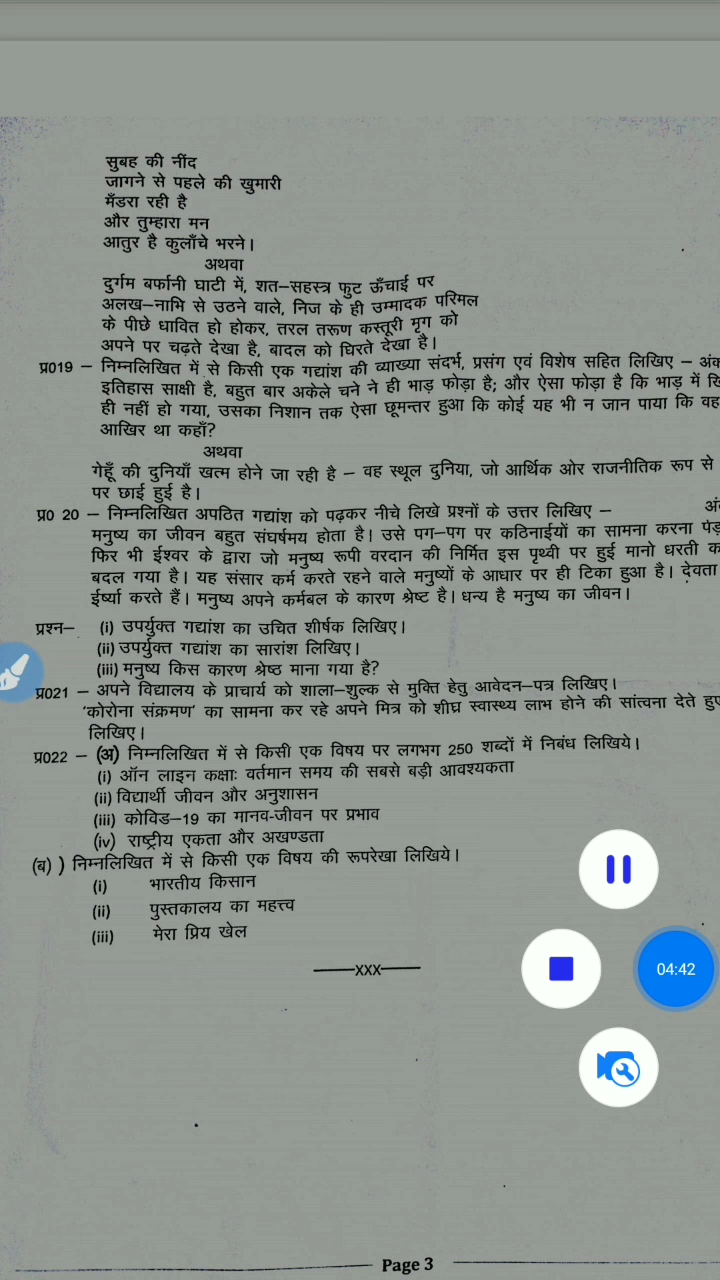 सुबह की नींद
जागने से पहले की खुमारी
मँडरा रही है
और तुम्हारा मन
आतुर है कुलाँचे भरने।
अथवा
दुर्गम बर्फानी घाटी में, शत–सहस्त्र फुट ऊँचाई पर
अलख–नाभि से उठने वाले, निज के ही उम्मादक परिमल
के पीछे धावित हो होकर, तरल तरूण कस्तूरी मृग को
अपने पर चढ़ते देखा है, बादल को घिरते देखा है।
प्र019 – निम्नलिखित में से किसी एक गद्यांश की व्याख्या संदर्भ, प्रसंग एवं विशेष सहित लिखिए –
इतिहास साक्षी है, बहुत बार अकेले चने ने ही भाड़ फोड़ा है; और ऐसा फोड़ा है कि भाड़ में
ही नहीं हो गया, उसका निशान तक ऐसा छूमन्तर हुआ कि कोई यह भी न जान पाया कि वह
आखिर था कहाँ?
अथवा
गेहूँ की दुनियाँ खत्म होने जा रही है – वह स्थूल दुनिया, जो आर्थिक ओर राजनीतिक रूप से
पर छाई हुई है।
प्र0 20 – निम्नलिखित अपठित गद्यांश को पढ़कर नीचे लिखे प्रश्नों के उत्तर लिखिए –
मनुष्य का जीवन बहुत संघर्षमय होता है। उसे पग–पग पर कठिनाईयों का सामना करना
फिर भी ईश्वर के द्वारा जो मनुष्य रूपी वरदान की निर्मित इस पृथ्वी पर हुई मानो धरती
बदल गया है। यह संसार कर्म करते रहने वाले मनुष्यों के आधार पर ही टिका हुआ है। देवता
ईर्ष्या करते हैं। मनुष्य अपने कर्मबल के कारण श्रेष्ट है। धन्य है मनुष्य का जीवन।
प्रश्न– (i) उपर्युक्त गद्यांश का उचित शीर्षक लिखिए।
(ii) उपर्युक्त गद्यांश का सारांश लिखिए।
(iii) मनुष्य किस कारण श्रेष्ठ माना गया है?
प्र021 – अपने विद्यालय के प्राचार्य को शाला–शुल्क से मुक्ति हेतु आवेदन–पत्र लिखिए।
'कोरोना संक्रमण' का सामना कर रहे अपने मित्र को शीघ्र स्वास्थ्य लाभ होने की सांत्वना देते हुए
लिखिए।
प्र022 – (अ) निम्नलिखित में से किसी एक विषय पर लगभग 250 शब्दों में निबंध लिखिये।
(i) ऑन लाइन कक्षाः वर्तमान समय की सबसे बड़ी आवश्यकता
(ii) विद्यार्थी जीवन और अनुशासन
(iii) कोविड–19 का मानव-जीवन पर प्रभाव
(iv) राष्ट्रीय एकता और अखण्डता
(ब) ) निम्नलिखित में से किसी एक विषय की रूपरेखा लिखिये।
(i) भारतीय किसान
(ii) पुस्तकालय का महत्त्व
(iii) मेरा प्रिय खेल
——xxx——
04:42
Page 3